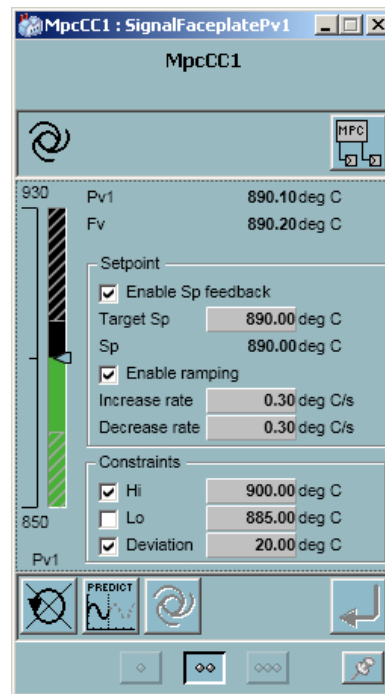 MpcCC1 : SignalFaceplatePv1
MpcCC1
MPC
930
Pv1 890.10 deg C
Fv 890.20 deg C
Setpoint
Enable Sp feedback
Target Sp 890.00 deg C
Sp 890.00 deg C
Enable ramping
Increase rate 0.30 deg C/s
Decrease rate 0.30 deg C/s
Constraints
Hi 900.00 deg C
Lo 885.00 deg C
Deviation 20.00 deg C
850
Pv1
PREDICT